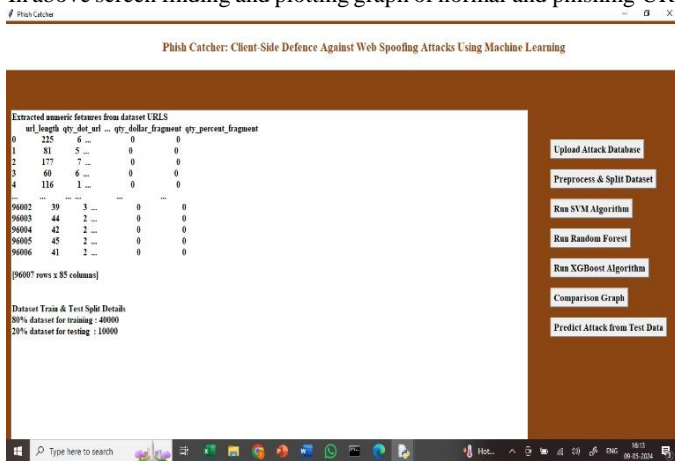 In above screen finding and plotting graph of normal and phishing
Phish Catcher
Phish Catcher: Client-Side Defence Against Web Spoofing Attacks Using Machine Learning
Extracted numeric fetaures from dataset URLS
url_length qty_dot_url ... qty_dollar_fragment qty_percent_fragment
0 225 6 ... 0 0
1 81 5 ... 0 0
2 177 7 ... 0 0
3 60 6 ... 0 0
4 116 1 ... 0 0
... ... ... ... ... ...
96002 39 3 ... 0 0
96003 44 2 ... 0 0
96004 42 2 ... 0 0
96005 45 2 ... 0 0
96006 41 2 ... 0 0
[96007 rows x 85 columns]
Dataset Train & Test Split Details
80% dataset for training : 40000
20% dataset for testing : 10000
Upload Attack Database
Preprocess & Split Dataset
Run SVM Algorithm
Run Random Forest
Run XGBoost Algorithm
Comparison Graph
Predict Attack from Test Data
Type here to search
Hot...
ENG
16:13
09-05-2024